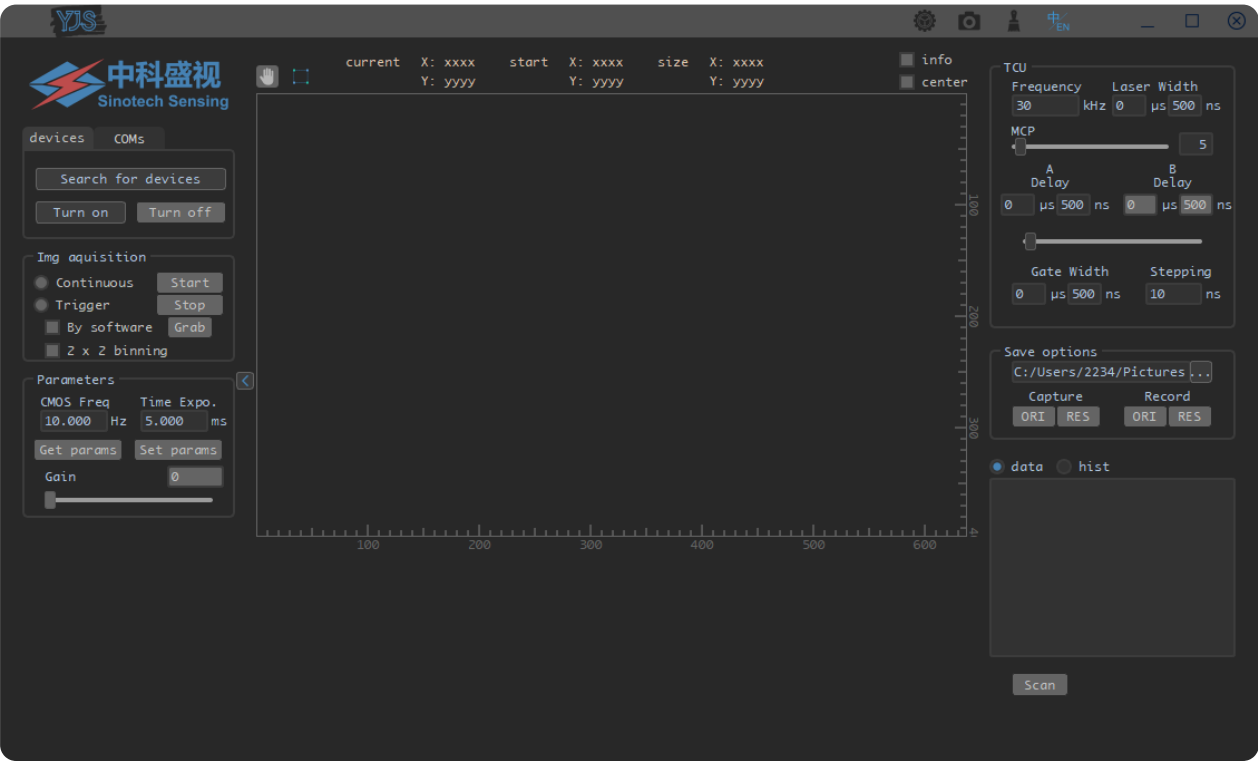 YJS
中/EN
中科盛视
Sinotech Sensing
current X: xxxx start X: xxxx size X: xxxx
Y: yyyy Y: yyyy Y: yyyy
info
center
devices COMs
Search for devices
Turn on Turn off
Img aquisition
Continuous Start
Trigger Stop
By software Grab
2 x 2 binning
Parameters
CMOS Freq Time Expo.
10.000 Hz 5.000 ms
Get params Set params
Gain 0
100
200
300
4
100 200 300 400 500 600
TCU
Frequency Laser Width
30 kHz 0 μs 500 ns
MCP
5
A B
Delay Delay
0 μs 500 ns 0 μs 500 ns
Gate Width Stepping
0 μs 500 ns 10 ns
Save options
C:/Users/2234/Pictures ...
Capture Record
ORI RES ORI RES
data hist
Scan